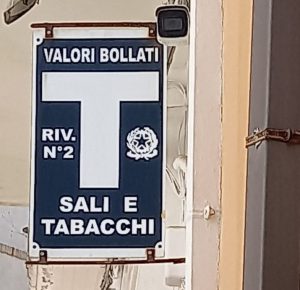 VALORI BOLLATI
T
RIV.
N°2
SALI E
TABACCHI